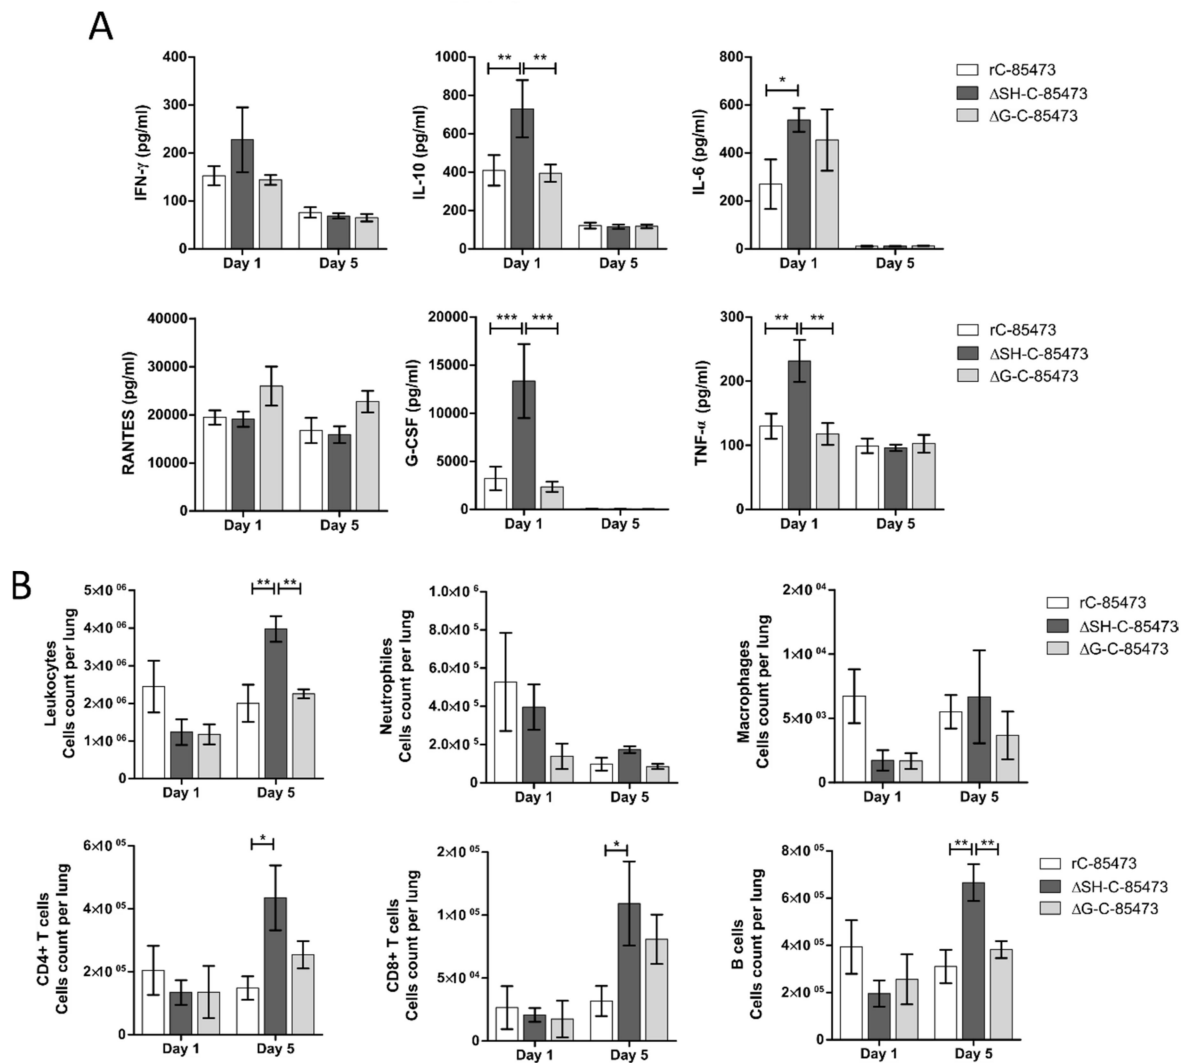 A
IFN-γ (pg/ml)
400
300
200
100
0
Day 1
Day 5
IL-10 (pg/ml)
1000
800
600
400
200
0
** **
Day 1
Day 5
IL-6 (pg/ml)
800
600
400
200
0
*
Day 1
Day 5
rC-85473
ΔSH-C-85473
ΔG-C-85473
RANTES (pg/ml)
40000
30000
20000
10000
0
Day 1
Day 5
G-CSF (pg/ml)
20000
15000
10000
5000
0
*** ***
Day 1
Day 5
TNF-α (pg/ml)
300
200
100
0
** **
Day 1
Day 5
rC-85473
ΔSH-C-85473
ΔG-C-85473
B
Leukocytes
Cells count per lung
5×10 06
4×10 06
3×10 06
2×10 06
1×10 06
0
** **
Day 1
Day 5
Neutrophiles
Cells count per lung
1.0×10 6
8.0×10 5
6.0×10 5
4.0×10 5
2.0×10 5
0
Day 1
Day 5
Macrophages
Cells count per lung
2×10 04
1×10 04
5×10 03
0
Day 1
Day 5
rC-85473
ΔSH-C-85473
ΔG-C-85473
CD4+ T cells
Cells count per lung
6×10 05
4×10 05
2×10 05
0
*
Day 1
Day 5
CD8+ T cells
Cells count per lung
2×10 05
1×10 05
5×10 04
0
*
Day 1
Day 5
B cells
Cells count per lung
8×10 05
6×10 05
4×10 05
2×10 05
0
** **
Day 1
Day 5
rC-85473
ΔSH-C-85473
ΔG-C-85473